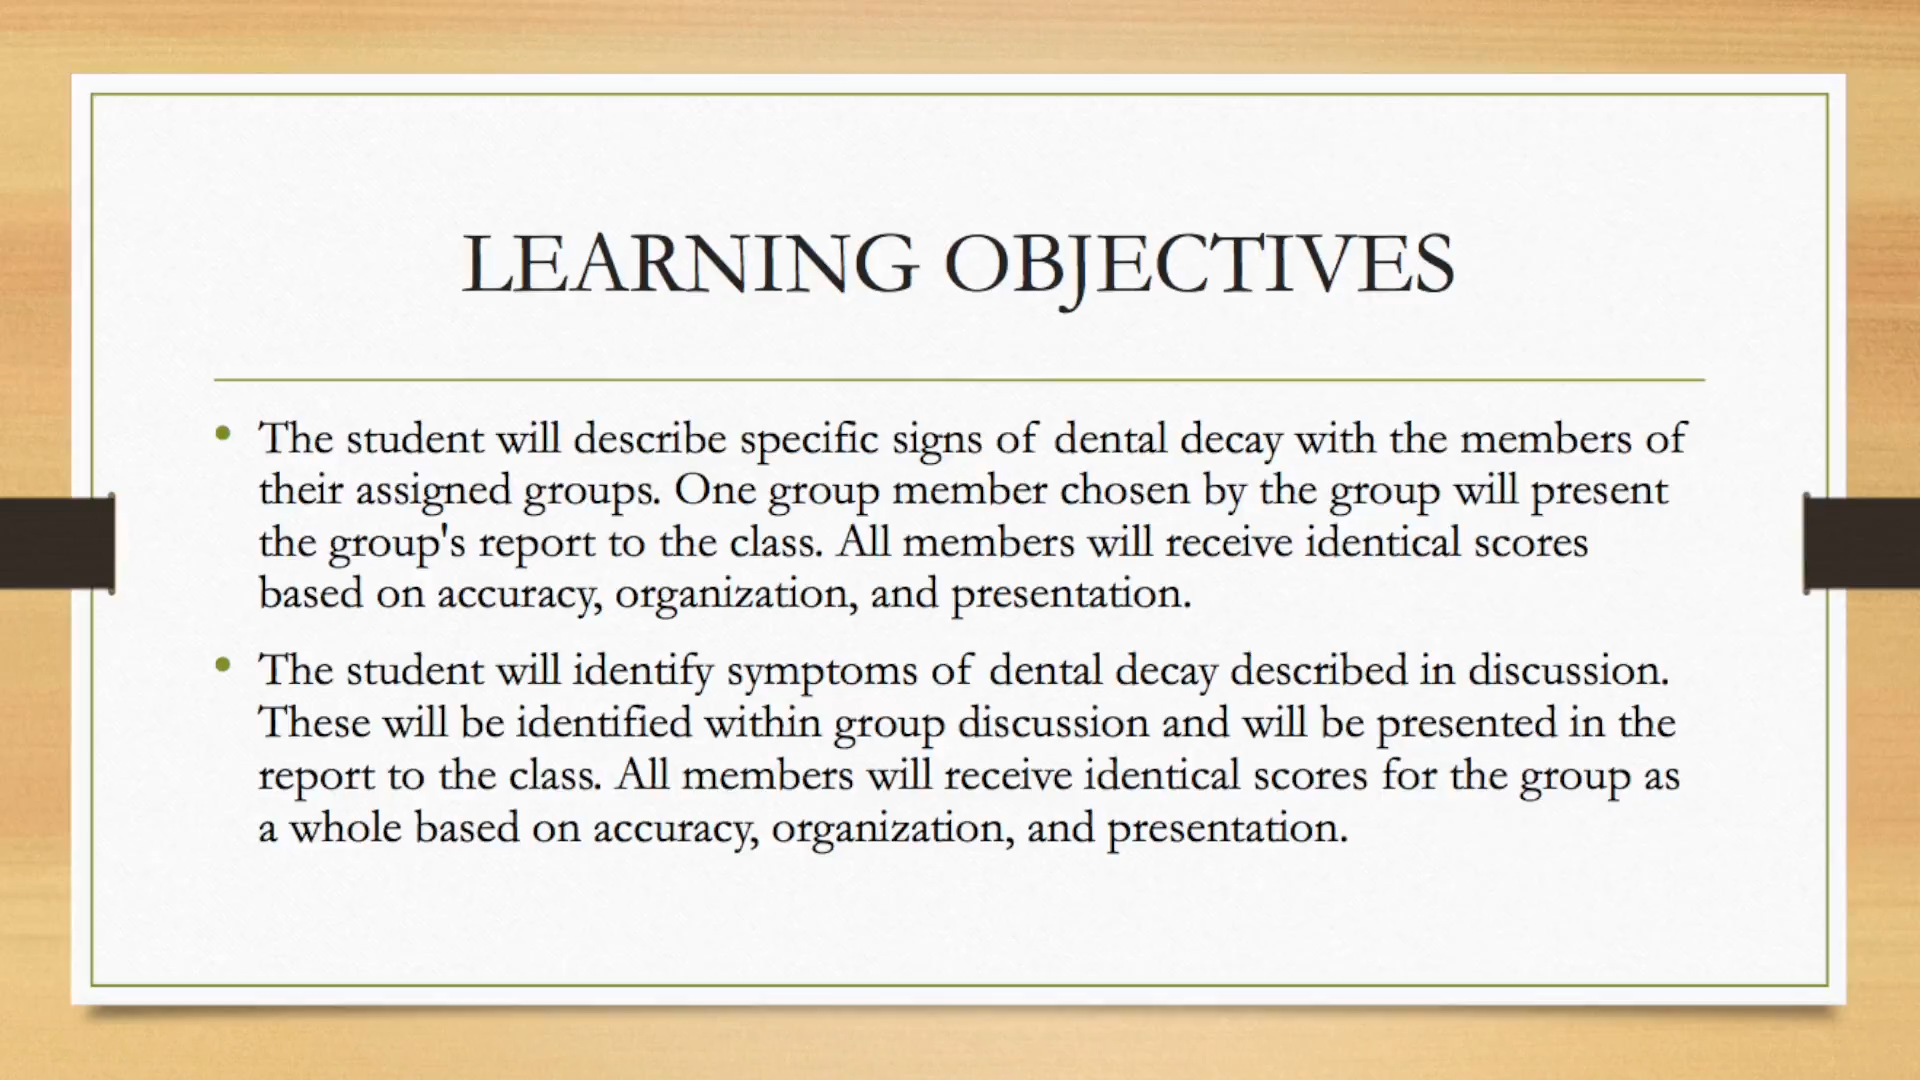 LEARNING OBJECTIVES
• The student will describe specific signs of dental decay with the members of
their assigned groups. One group member chosen by the group will present
the group's report to the class. All members will receive identical scores
based on accuracy, organization, and presentation.
• The student will identify symptoms of dental decay described in discussion.
These will be identified within group discussion and will be presented in the
report to the class. All members will receive identical scores for the group as
a whole based on accuracy, organization, and presentation.